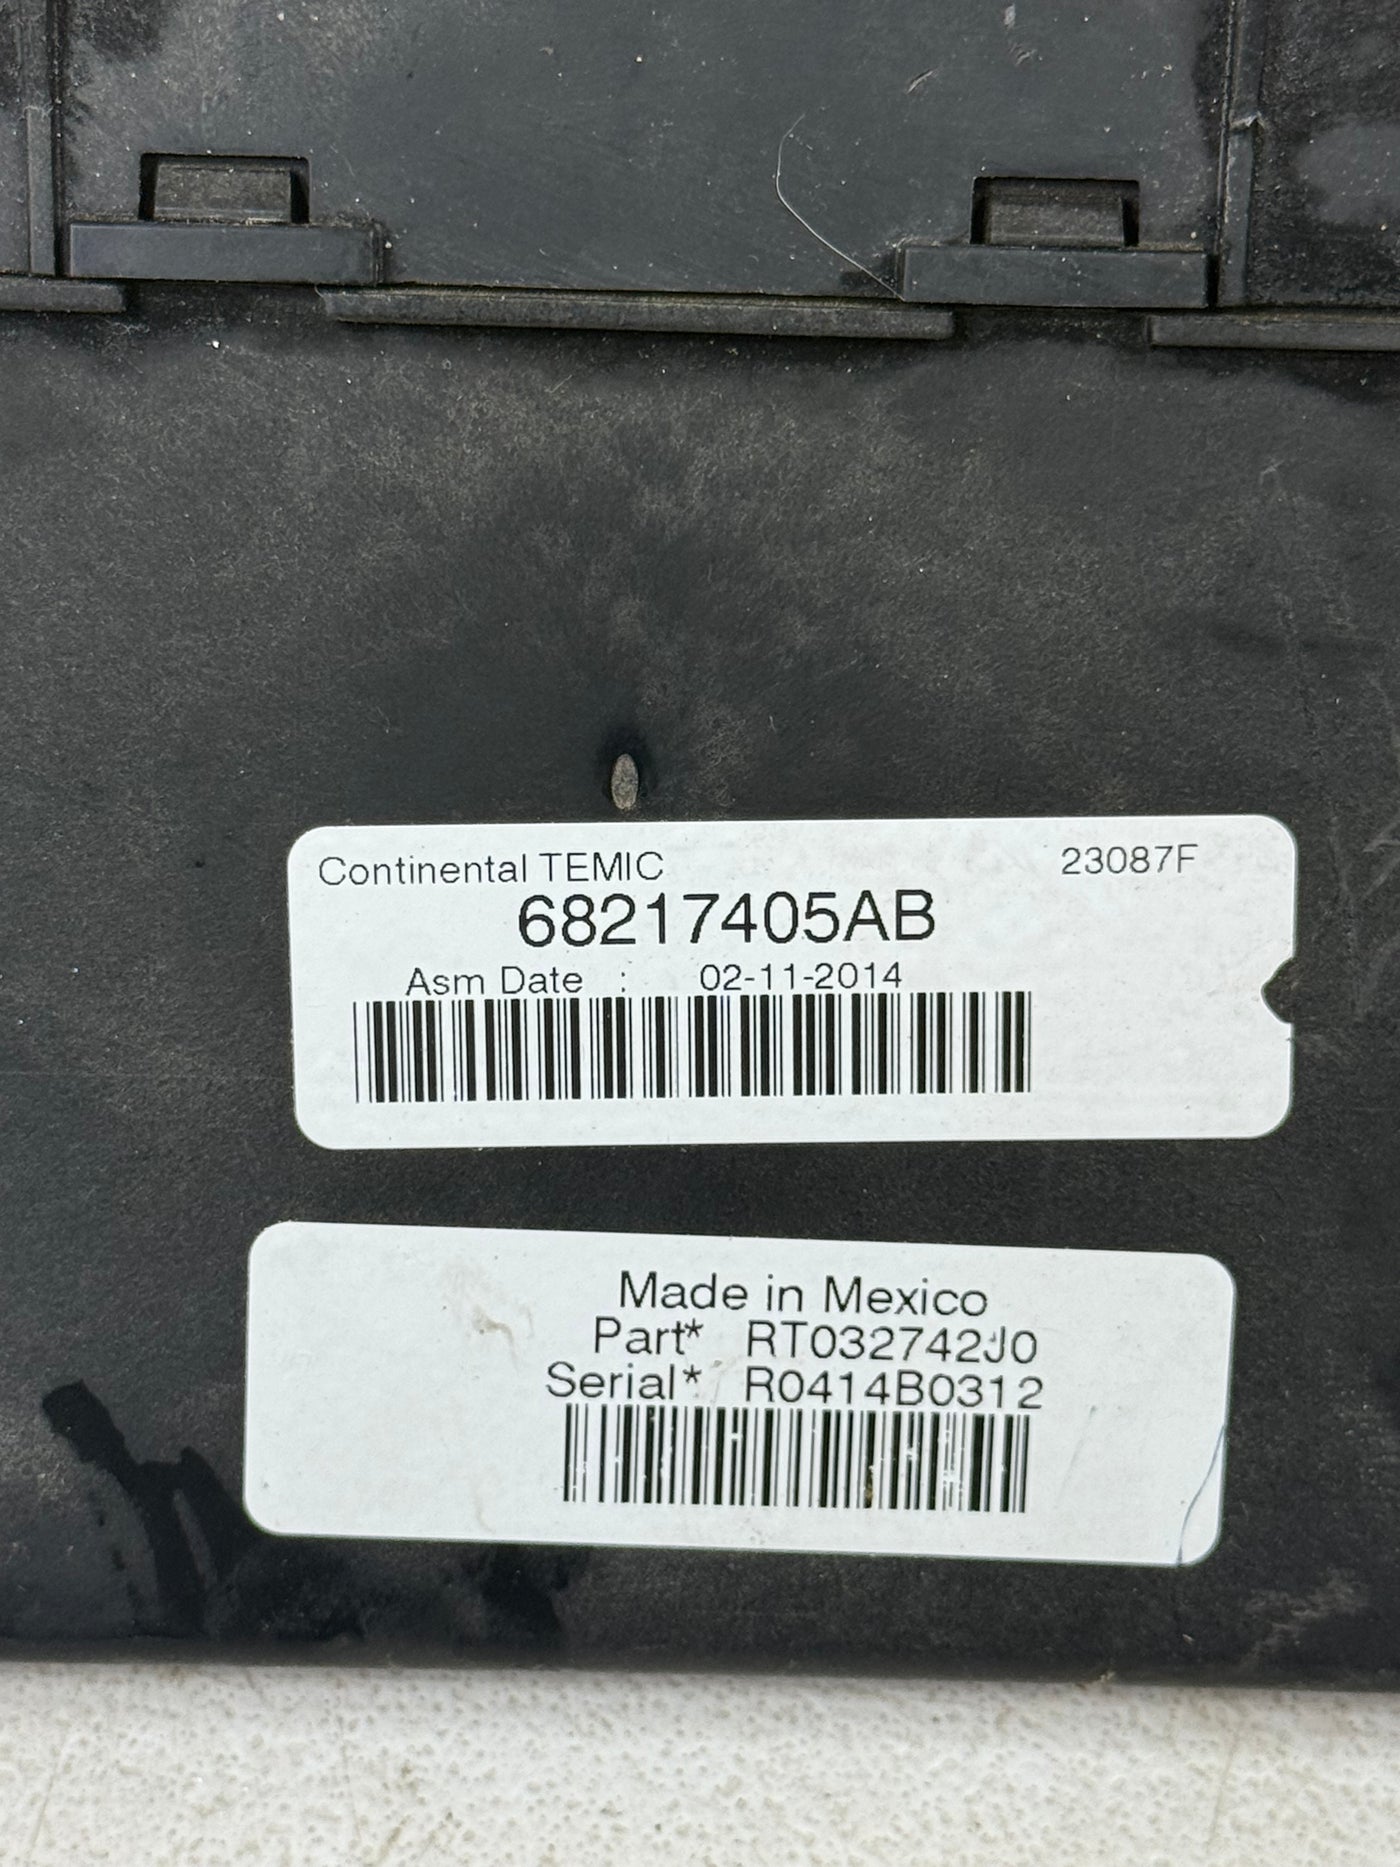 Continental TEMIC 23087F
68217405AB
Asm Date : 02-11-2014
Made in Mexico
Part* RT032742J0
Serial* R0414B0312